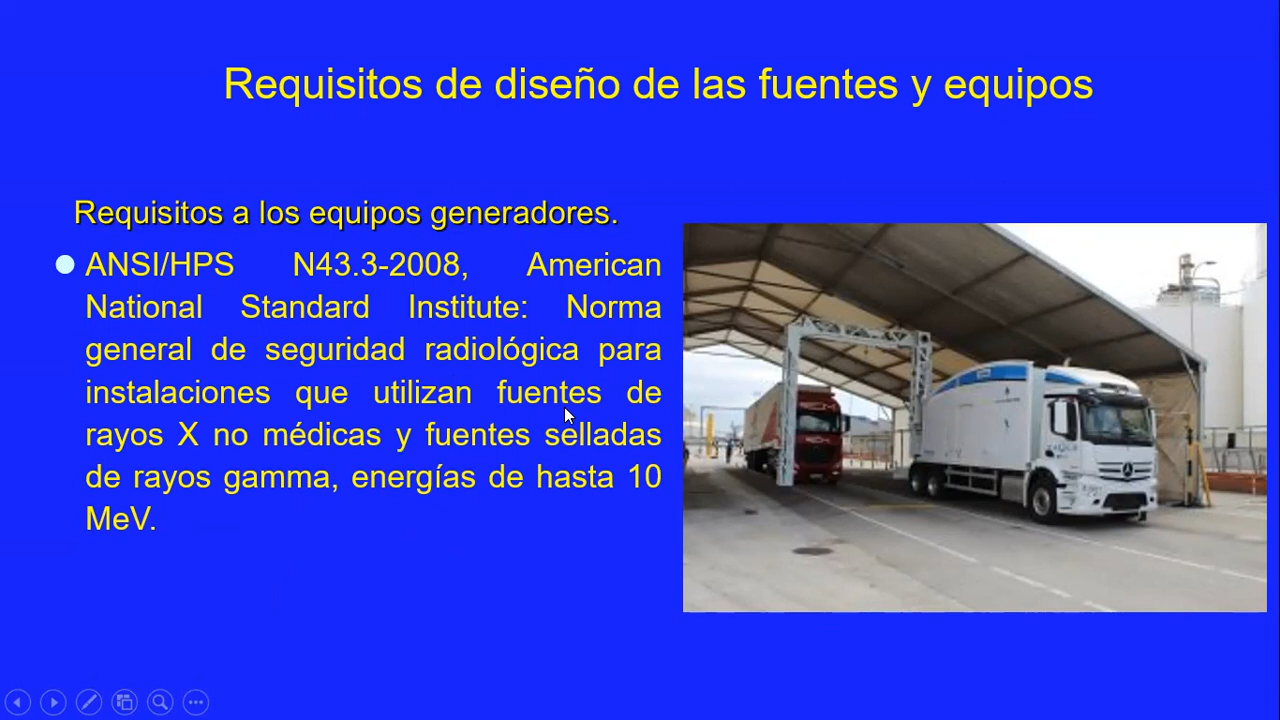 Requisitos de diseño de las fuentes y equipos
Requisitos a los equipos generadores.
ANSI/HPS N43.3-2008, American
National Standard Institute: Norma
general de seguridad radiológica para
instalaciones que utilizan fuentes de
rayos X no médicas y fuentes selladas
de rayos gamma, energías de hasta 10
MeV.